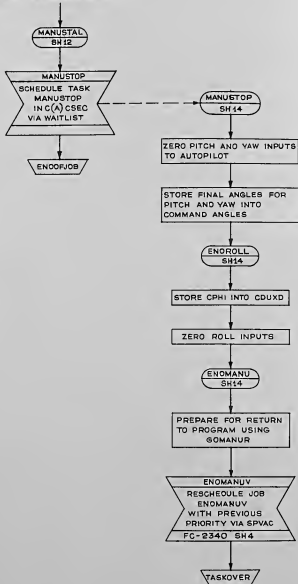 MANUSTAL
SH12
MANUSTOP
SCHEDULE TASK
MANUSTOP
IN C(A) CSEC
VIA WAITLIST
ENDOFJOB
MANUSTOP
SH14
ZERO PITCH AND YAW INPUTS
TO AUTOPILOT
STORE FINAL ANGLES FOR
PITCH AND YAW INTO
COMMAND ANGLES
ENDROLL
SH14
STORE CPHI INTO CDUXD
ZERO ROLL INPUTS
ENDMANU
SH14
PREPARE FOR RETURN
TO PROGRAM USING
GOMANUR
ENDMANUV
RESCHEDULE JOB
ENDMANUV
WITH PREVIOUS
PRIORITY VIA SPVAC
FC-2340 SH4
TASKOVER